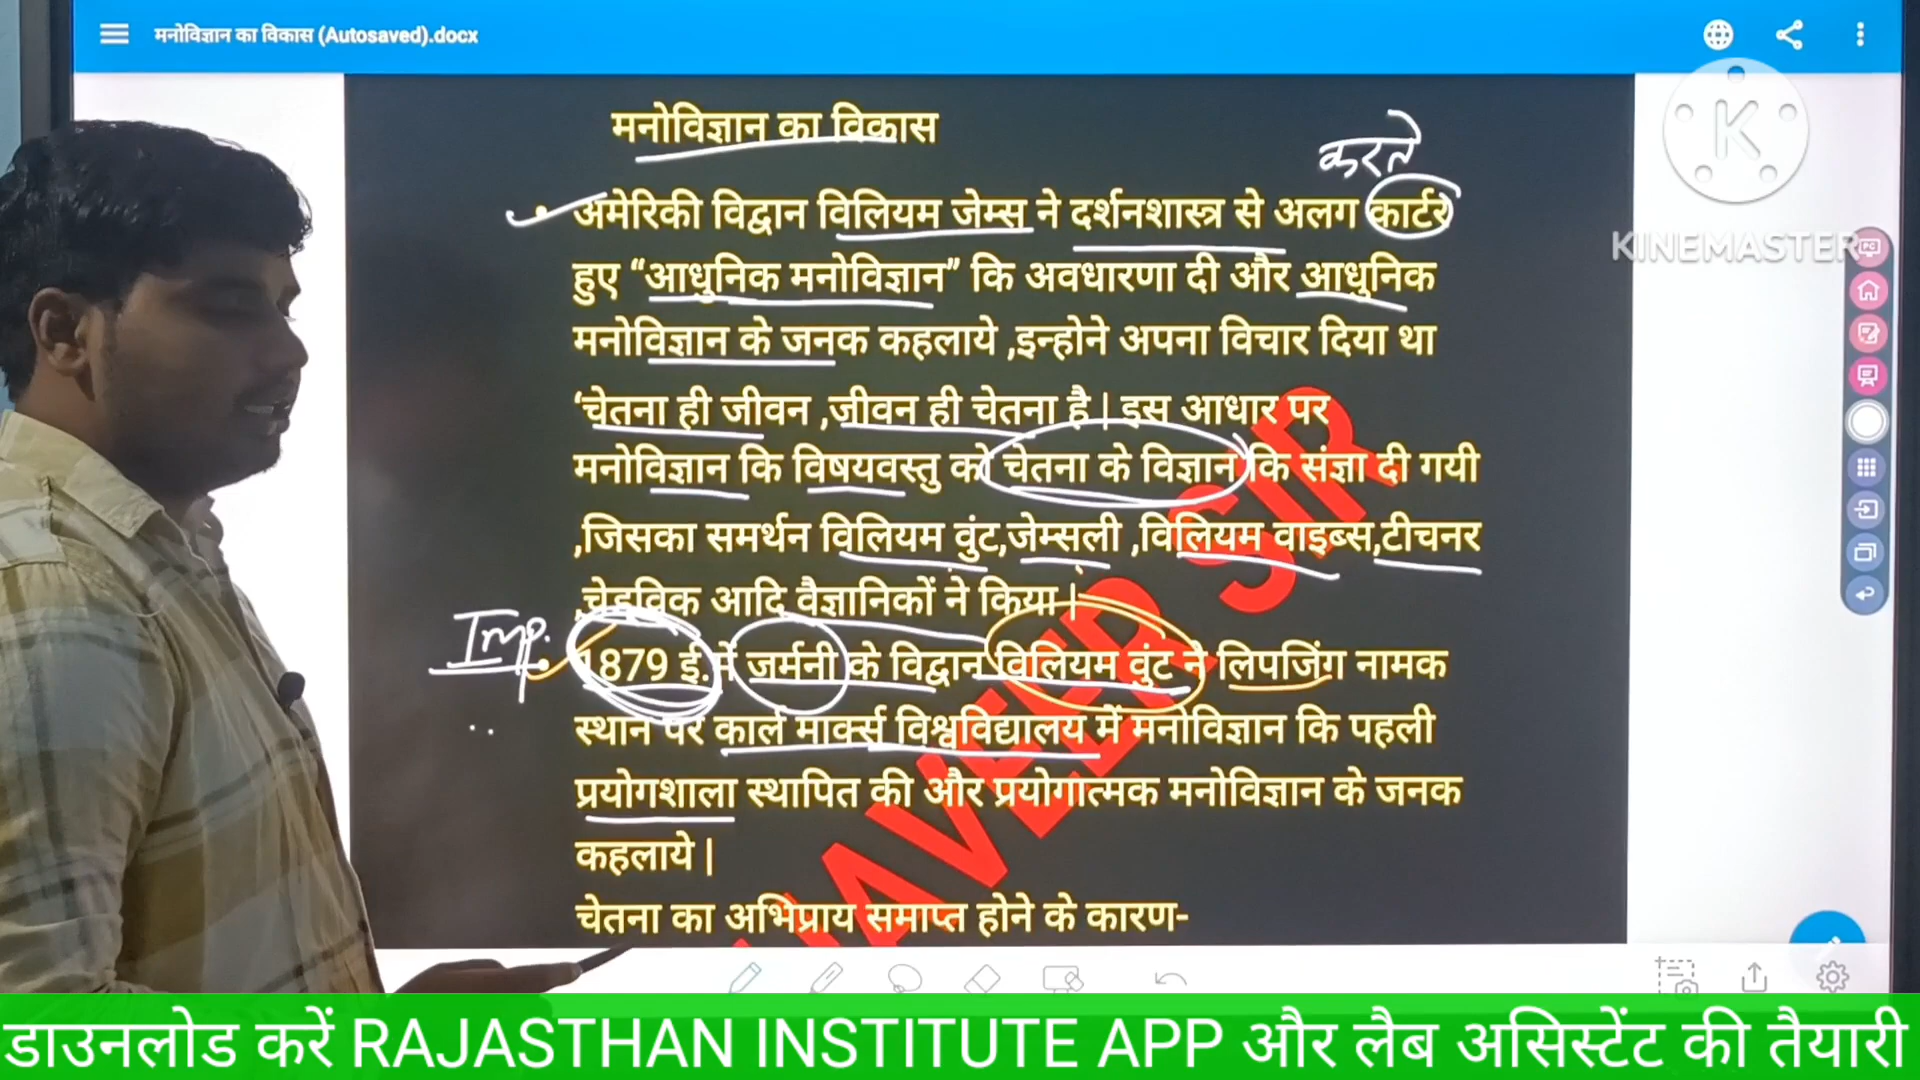 मनोविज्ञान का विकास (Autosaved).docx
K
KINEMASTER
मनोविज्ञान का विकास
करते
अमेरिकी विद्वान विलियम जेम्स ने दर्शनशास्त्र से अलग कार्टर
हुए “आधुनिक मनोविज्ञान” कि अवधारणा दी और आधुनिक
मनोविज्ञान के जनक कहलाये ,इन्होने अपना विचार दिया था
‘चेतना ही जीवन ,जीवन ही चेतना है | इस आधार पर
मनोविज्ञान कि विषयवस्तु को चेतना के विज्ञान कि संज्ञा दी गयी
,जिसका समर्थन विलियम वुंट,जेम्सली ,विलियम वाइब्स,टीचनर
,चेडविक आदि वैज्ञानिकों ने किया |
Imp.
1879 ई. में जर्मनी के विद्वान विलियम वुंट ने लिपजिंग नामक
स्थान पर कार्ल मार्क्स विश्वविद्यालय में मनोविज्ञान कि पहली
प्रयोगशाला स्थापित की और प्रयोगात्मक मनोविज्ञान के जनक
कहलाये |
चेतना का अभिप्राय समाप्त होने के कारण-
AVEER SIR
डाउनलोड करें RAJASTHAN INSTITUTE APP और लैब असिस्टेंट की तैयारी